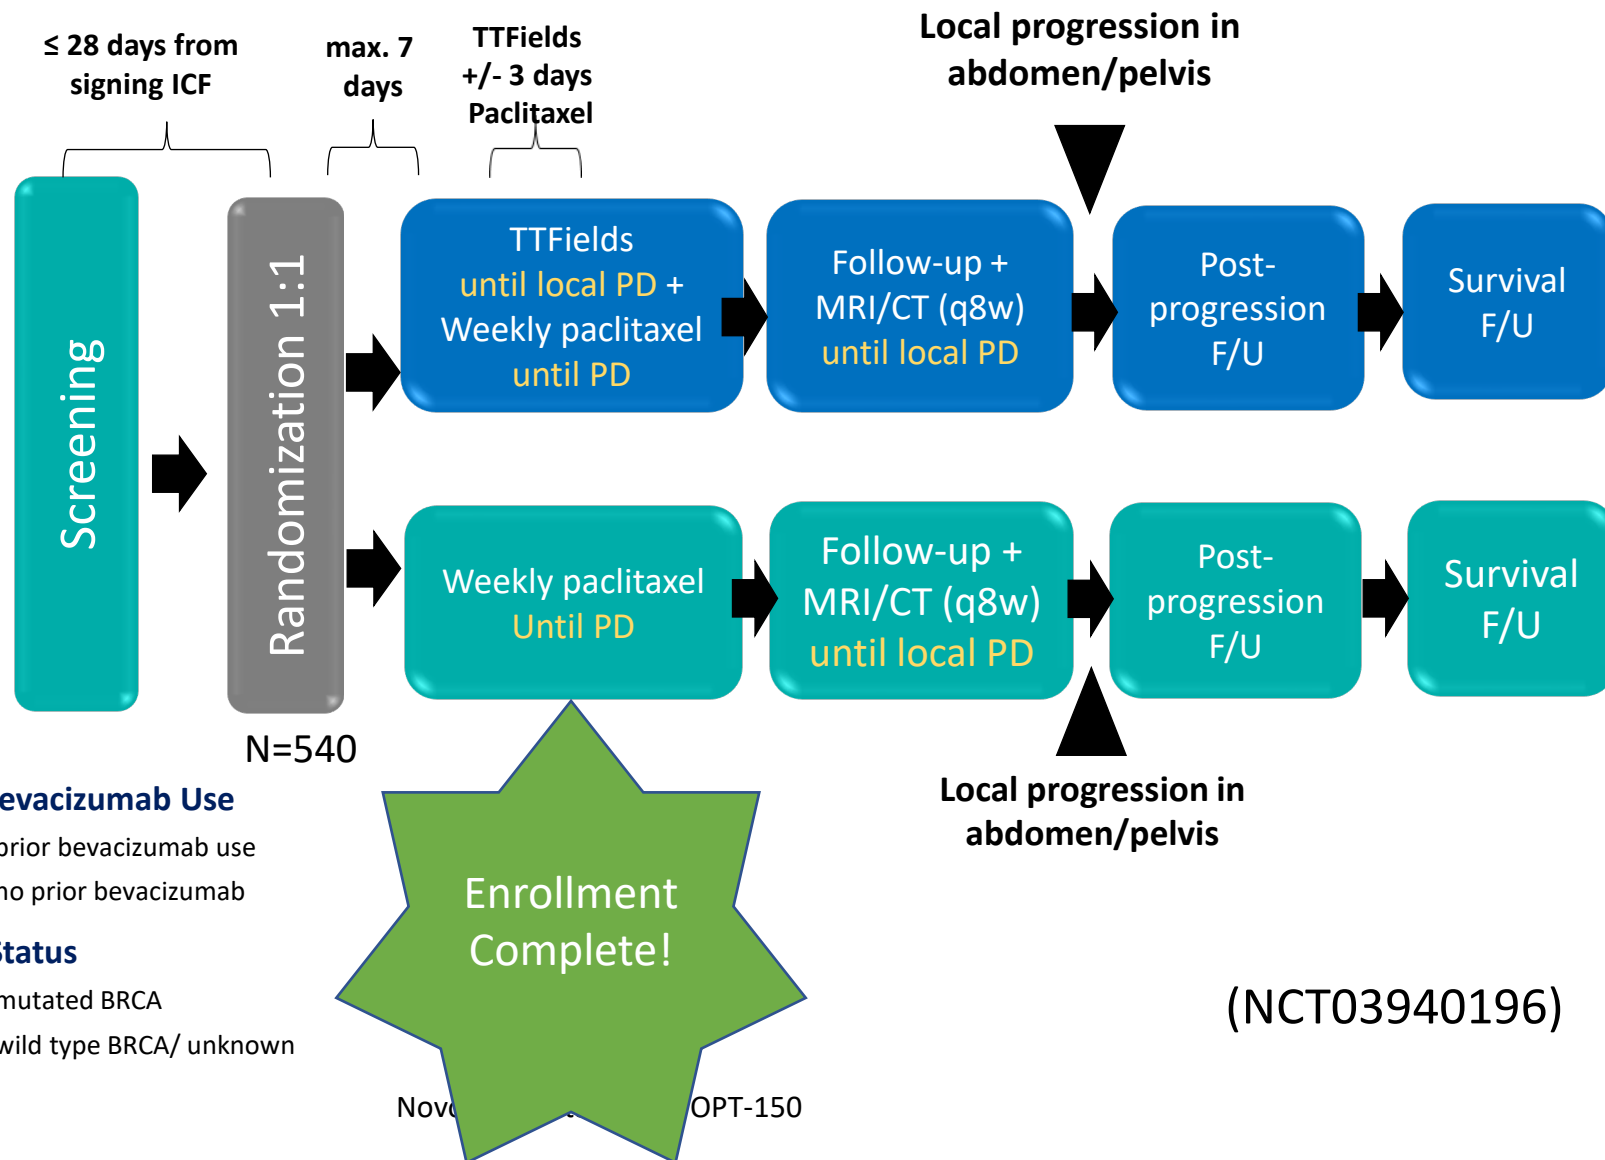 ≤ 28 days from
signing ICF
max. 7
days
TTFields
+/- 3 days
Paclitaxel
Local progression in
abdomen/pelvis
Screening
Randomization 1:1
N=540
TTFields
until local PD +
Weekly paclitaxel
until PD
Follow-up +
MRI/CT (q8w)
until local PD
Post-
progression
F/U
Survival
F/U
Weekly paclitaxel
Until PD
Follow-up +
MRI/CT (q8w)
until local PD
Post-
progression
F/U
Survival
F/U
Local progression in
abdomen/pelvis
evacizumab Use
prior bevacizumab use
no prior bevacizumab
Status
mutated BRCA
wild type BRCA/ unknown
Enrollment
Complete!
(NCT03940196)
OPT-150